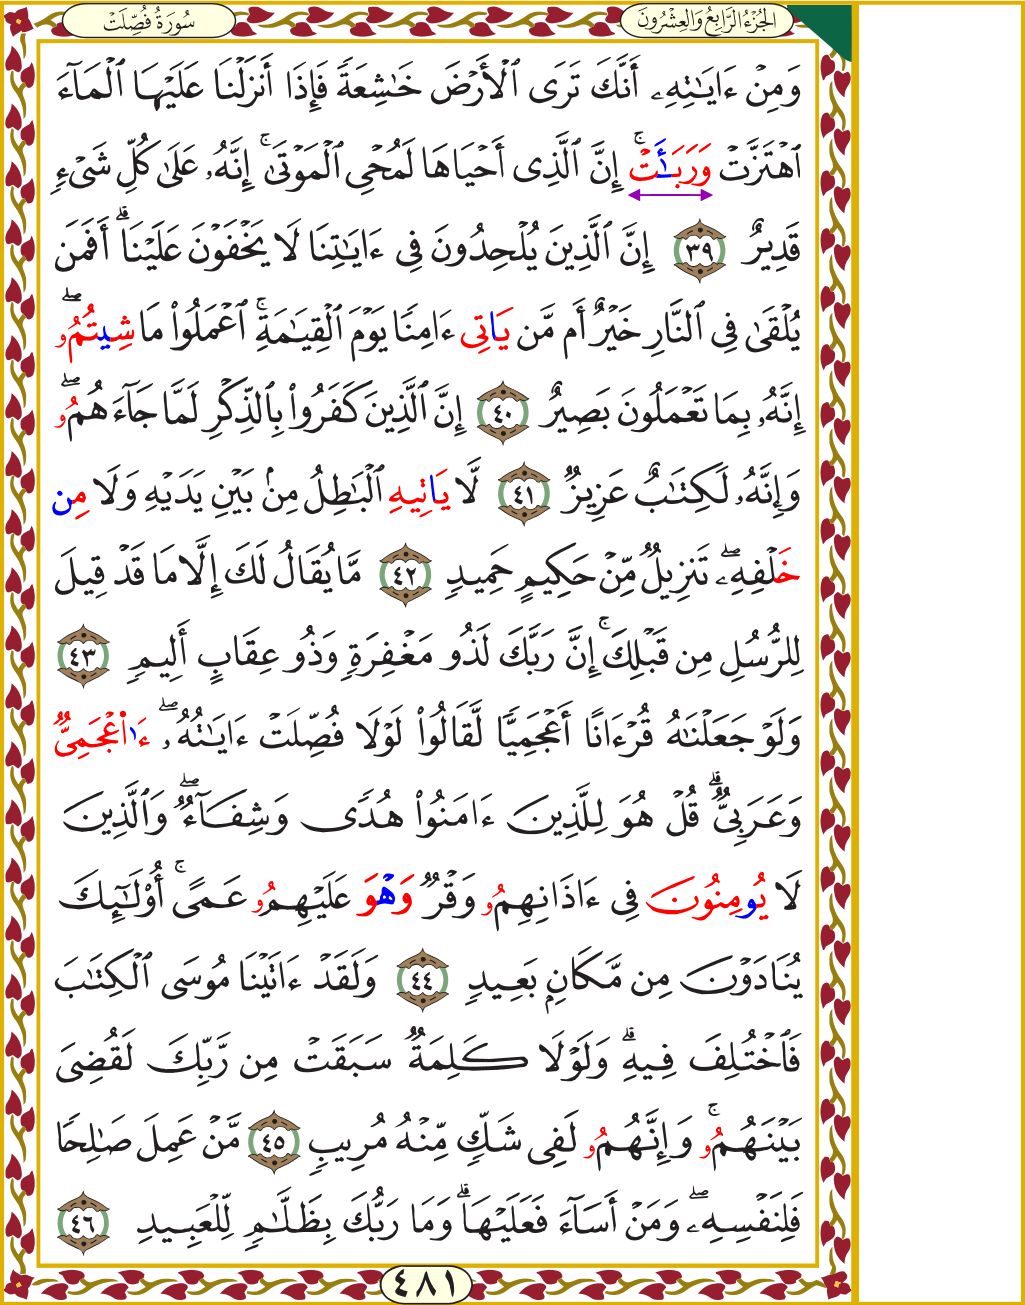 سُورَةُ فُصِّلَتْ
الجُزْءُ الرَّابِعُ وَالعِشْرُونَ
وَمِنْ ءَايَٰتِهِۦ أَنَّكَ تَرَى ٱلْأَرْضَ خَٰشِعَةً فَإِذَا أَنزَلْنَا عَلَيْهَا ٱلْمَآءَ
ٱهْتَزَّتْ وَرَبَأَتْ ۚ إِنَّ ٱلَّذِى أَحْيَاهَا لَمُحْىِ ٱلْمَوْتَىٰ ۚ إِنَّهُۥ عَلَىٰ كُلِّ شَىْءٍ
قَدِيرٌ ٣٩ إِنَّ ٱلَّذِينَ يُلْحِدُونَ فِى ءَايَٰتِنَا لَا يَخْفَوْنَ عَلَيْنَا ۗ أَفَمَن
يُلْقَىٰ فِى ٱلنَّارِ خَيْرٌ أَم مَّن يَاتِى ءَامِنًا يَوْمَ ٱلْقِيَٰمَةِ ۚ ٱعْمَلُوا۟ مَا شِيتُمُۥ ۖ
إِنَّهُۥ بِمَا تَعْمَلُونَ بَصِيرٌ ٤٠ إِنَّ ٱلَّذِينَ كَفَرُوا۟ بِٱلذِّكْرِ لَمَّا جَآءَهُمُۥ ۖ
وَإِنَّهُۥ لَكِتَٰبٌ عَزِيزٌ ٤١ لَّا يَاتِيهِ ٱلْبَٰطِلُ مِنۢ بَيْنِ يَدَيْهِ وَلَا مِن
خَلْفِهِۦ ۖ تَنزِيلٌ مِّنْ حَكِيمٍ حَمِيدٍ ٤٢ مَّا يُقَالُ لَكَ إِلَّا مَا قَدْ قِيلَ
لِلرُّسُلِ مِن قَبْلِكَ ۚ إِنَّ رَبَّكَ لَذُو مَغْفِرَةٍ وَذُو عِقَابٍ أَلِيمٍ ٤٣
وَلَوْ جَعَلْنَٰهُ قُرْءَانًا أَعْجَمِيًّا لَّقَالُوا۟ لَوْلَا فُصِّلَتْ ءَايَٰتُهُۥ ۖ ءَا۬عْجَمِىٌّ
وَعَرَبِىٌّ ۗ قُلْ هُوَ لِلَّذِينَ ءَامَنُوا۟ هُدًى وَشِفَآءٌ ۖ وَٱلَّذِينَ
لَا يُومِنُونَ فِى ءَاذَانِهِمُۥ وَقْرٌ وَهْوَ عَلَيْهِمُۥ عَمًى ۚ أُو۟لَٰٓئِكَ
يُنَادَوْنَ مِن مَّكَانٍۭ بَعِيدٍ ٤٤ وَلَقَدْ ءَاتَيْنَا مُوسَى ٱلْكِتَٰبَ
فَٱخْتُلِفَ فِيهِ ۗ وَلَوْلَا كَلِمَةٌ سَبَقَتْ مِن رَّبِّكَ لَقُضِىَ
بَيْنَهُمُۥ ۚ وَإِنَّهُمُۥ لَفِى شَكٍّ مِّنْهُ مُرِيبٍ ٤٥ مَّنْ عَمِلَ صَٰلِحًا
فَلِنَفْسِهِۦ ۖ وَمَنْ أَسَآءَ فَعَلَيْهَا ۗ وَمَا رَبُّكَ بِظَلَّٰمٍ لِّلْعَبِيدِ ٤٦
٤٨١